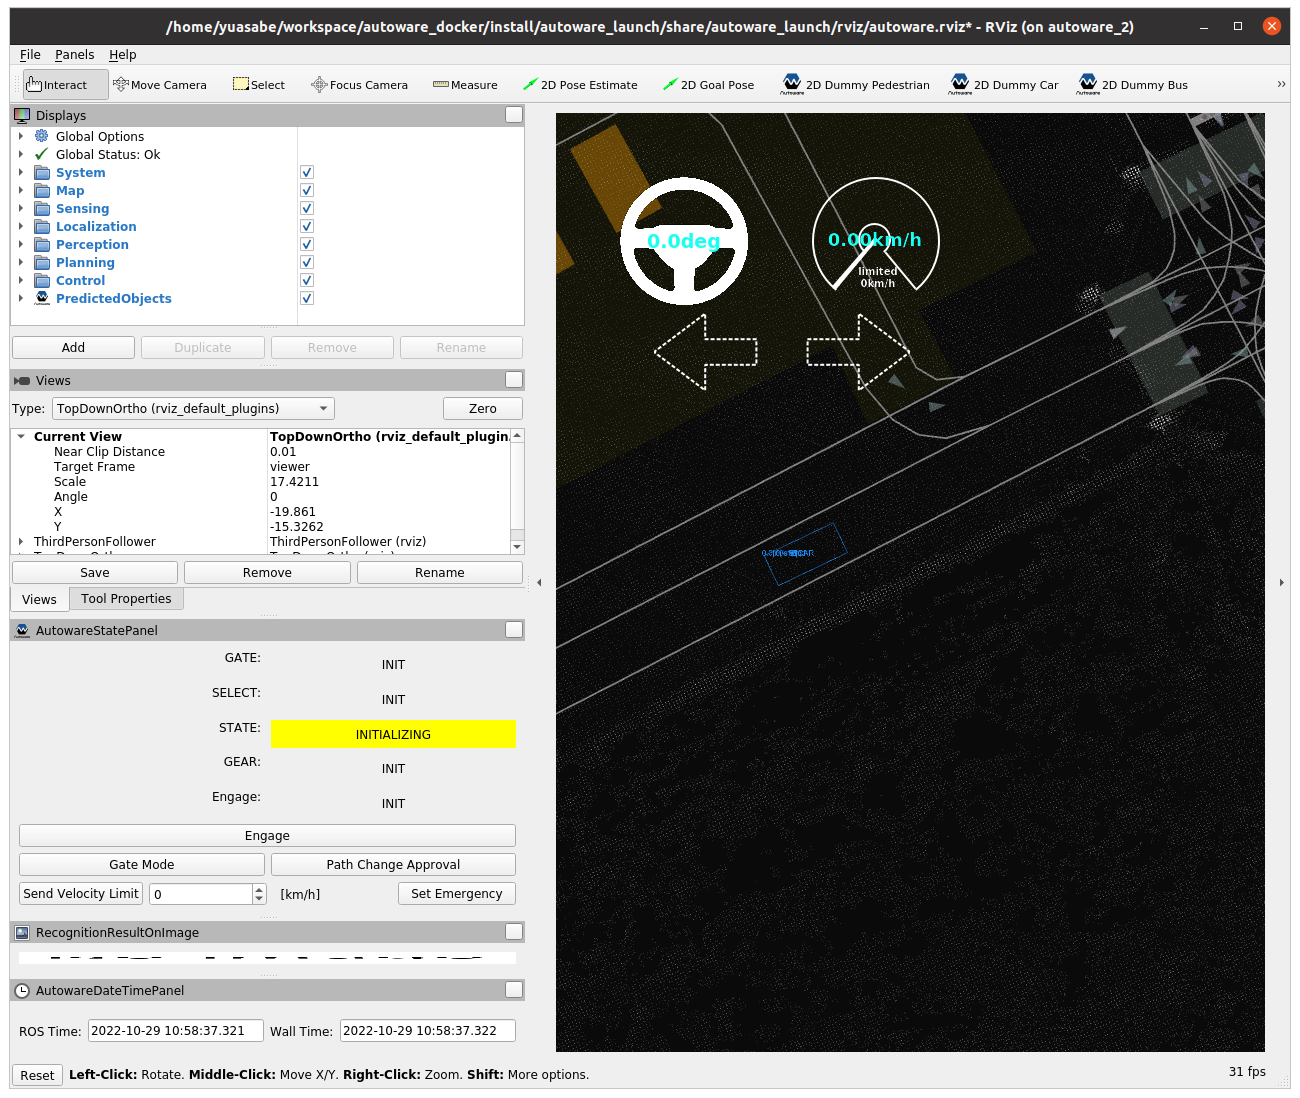 /home/yuasabe/workspace/autoware_docker/install/autoware_launch/share/autoware_launch/rviz/autoware.rviz* - RViz (on autoware_2)
File Panels Help
Interact Move Camera Select Focus Camera Measure 2D Pose Estimate 2D Goal Pose 2D Dummy Pedestrian 2D Dummy Car 2D Dummy Bus
Displays
Global Options
Global Status: Ok
System
Map
Sensing
Localization
Perception
Planning
Control
PredictedObjects
Add Duplicate Remove Rename
Views
Type: TopDownOrtho (rviz_default_plugins) Zero
Current View TopDownOrtho (rviz_default_plugin
Near Clip Distance 0.01
Target Frame viewer
Scale 17.4211
Angle 0
X -19.861
Y -15.3262
ThirdPersonFollower ThirdPersonFollower (rviz)
Save Remove Rename
Views Tool Properties
AutowareStatePanel
GATE: INIT
SELECT: INIT
STATE: INITIALIZING
GEAR: INIT
Engage: INIT
Engage
Gate Mode Path Change Approval
Send Velocity Limit 0 [km/h] Set Emergency
RecognitionResultOnImage
AutowareDateTimePanel
ROS Time: 2022-10-29 10:58:37.321 Wall Time: 2022-10-29 10:58:37.322
Reset Left-Click: Rotate. Middle-Click: Move X/Y. Right-Click: Zoom. Shift: More options.
0.0deg
0.00km/h
limited
0km/h
31 fps